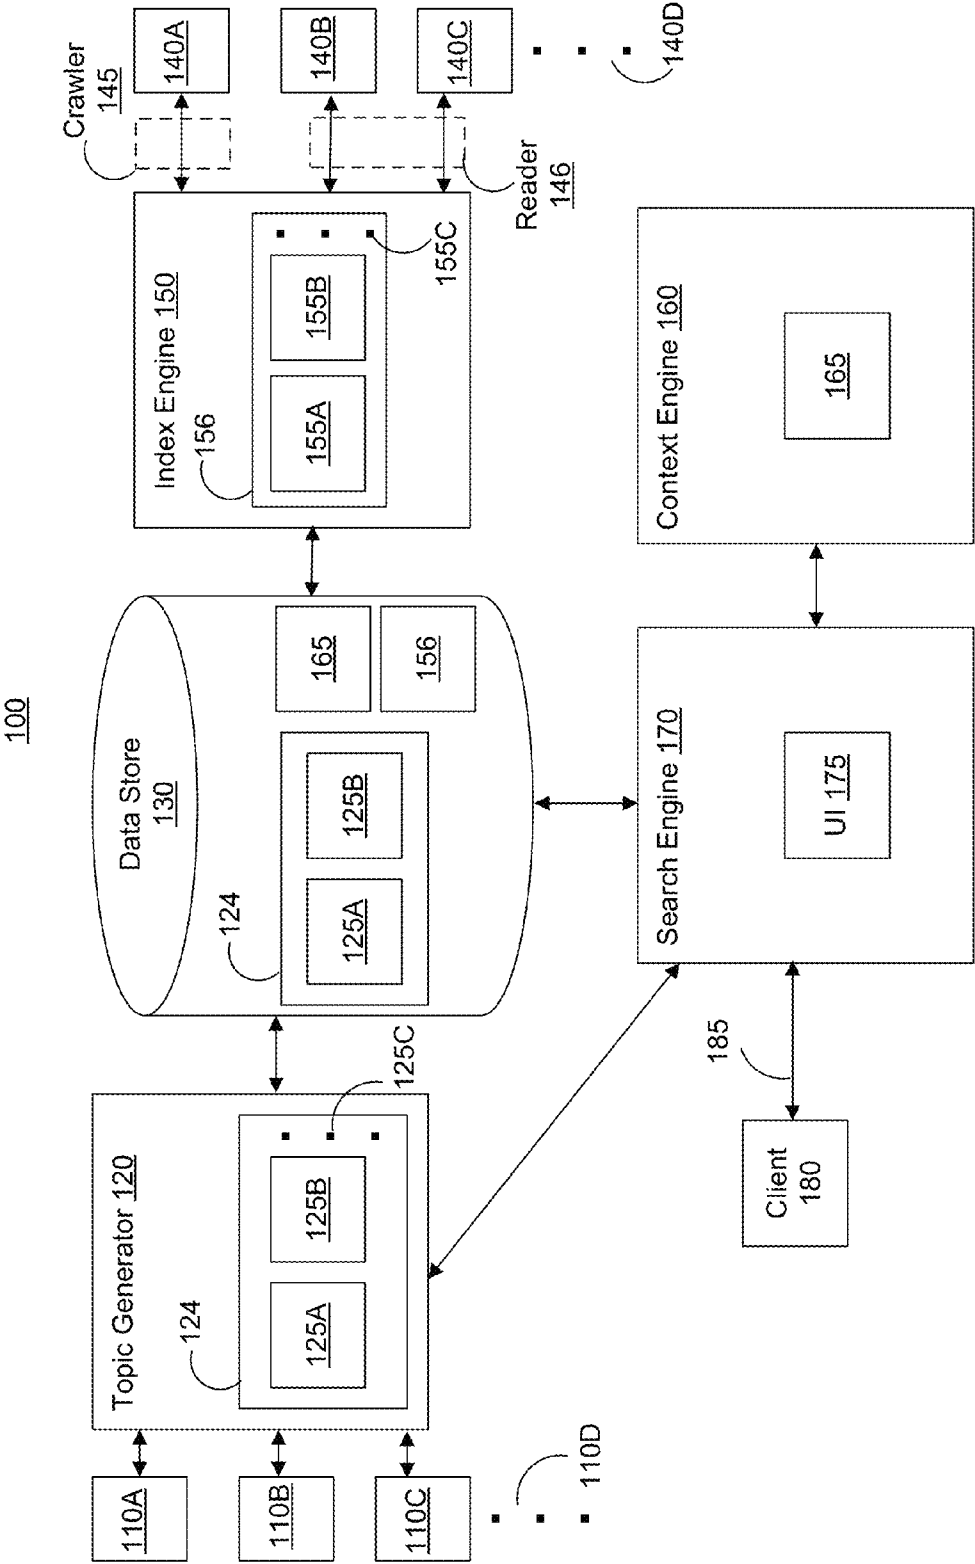 100
110A
110B
110C
110D
Topic Generator 120
124
125A
125B
125C
Data Store
130
124
125A
125B
165
156
Index Engine 150
156
155A
155B
155C
Crawler
145
Reader
146
140A
140B
140C
140D
Client
180
185
Search Engine 170
UI 175
Context Engine 160
165